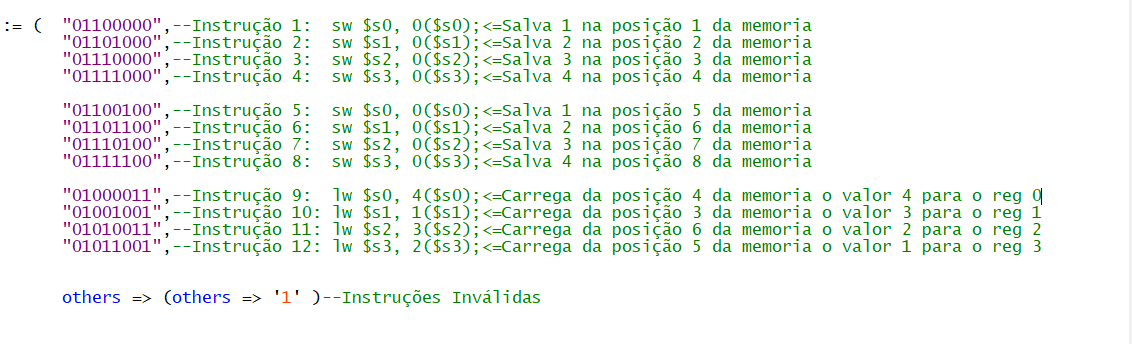 := (  "01100000",--Instrução 1:  sw $s0, 0($s0);<=Salva 1 na posição 1 da memoria
"01101000",--Instrução 2:  sw $s1, 0($s1);<=Salva 2 na posição 2 da memoria
"01110000",--Instrução 3:  sw $s2, 0($s2);<=Salva 3 na posição 3 da memoria
"01111000",--Instrução 4:  sw $s3, 0($s3);<=Salva 4 na posição 4 da memoria
"01100100",--Instrução 5:  sw $s0, 0($s0);<=Salva 1 na posição 5 da memoria
"01101100",--Instrução 6:  sw $s1, 0($s1);<=Salva 2 na posição 6 da memoria
"01110100",--Instrução 7:  sw $s2, 0($s2);<=Salva 3 na posição 7 da memoria
"01111100",--Instrução 8:  sw $s3, 0($s3);<=Salva 4 na posição 8 da memoria
"01000011",--Instrução 9:  lw $s0, 4($s0);<=Carrega da posição 4 da memoria o valor 4 para o reg 0
"01001001",--Instrução 10: lw $s1, 1($s1);<=Carrega da posição 3 da memoria o valor 3 para o reg 1
"01010011",--Instrução 11: lw $s2, 3($s2);<=Carrega da posição 6 da memoria o valor 2 para o reg 2
"01011001",--Instrução 12: lw $s3, 2($s3);<=Carrega da posição 5 da memoria o valor 1 para o reg 3
others => (others => '1' )--Instruções Inválidas